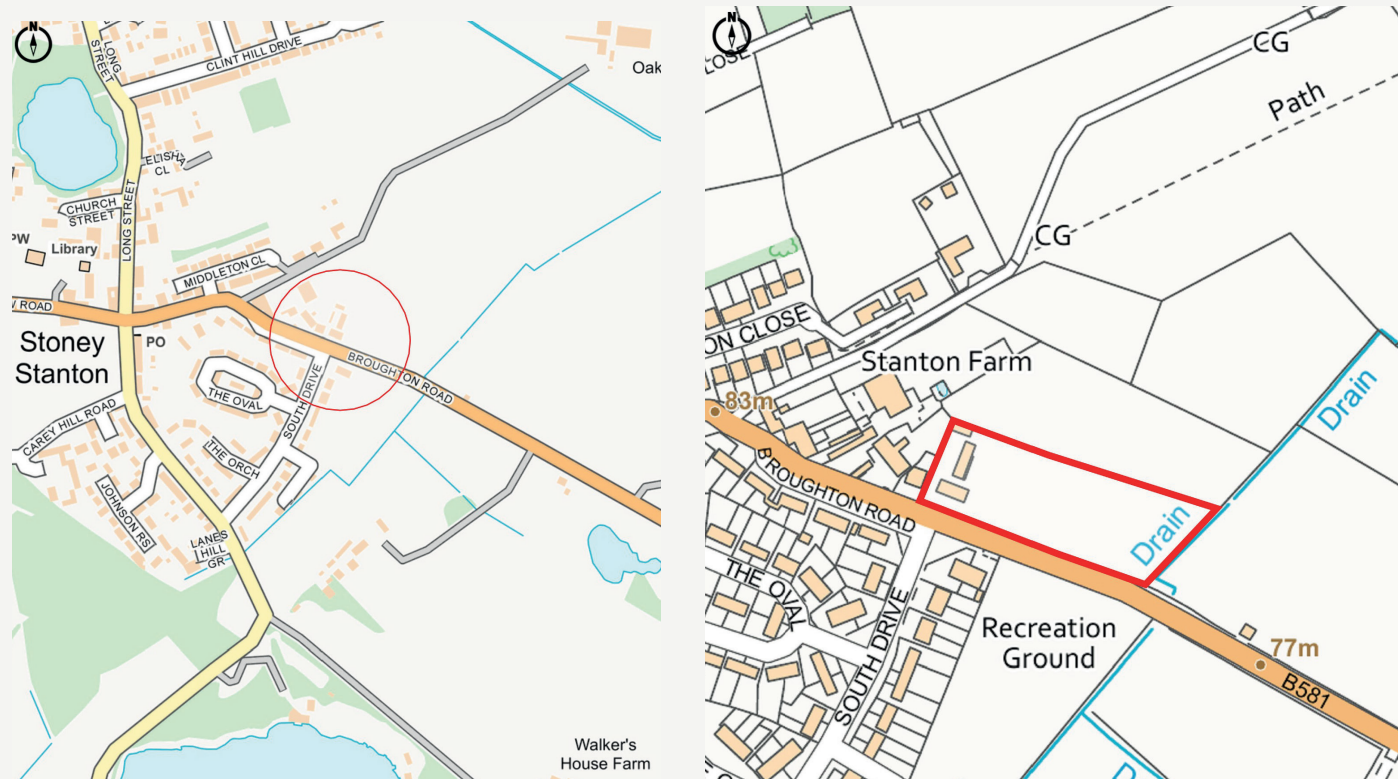 N
LONG
STREET
CLINT HILL DRIVE
Oak
ELISHA
CL
CHURCH
STREET
LONG STREET
PW
Library
MIDDLETON CL
W ROAD
Stoney
Stanton
PO
BROUGHTON ROAD
THE OVAL
SOUTH DRIVE
CAREY HILL ROAD
THE ORCH
JOHNSON RS
LANES
HILL
GR
Walker's
House Farm
N
LOSE
CG
Path
CG
ON CLOSE
Stanton Farm
83m
Drain
BROUGHTON ROAD
Drain
THE OVAL
SOUTH DRIVE
Recreation
Ground
77m
B581
D